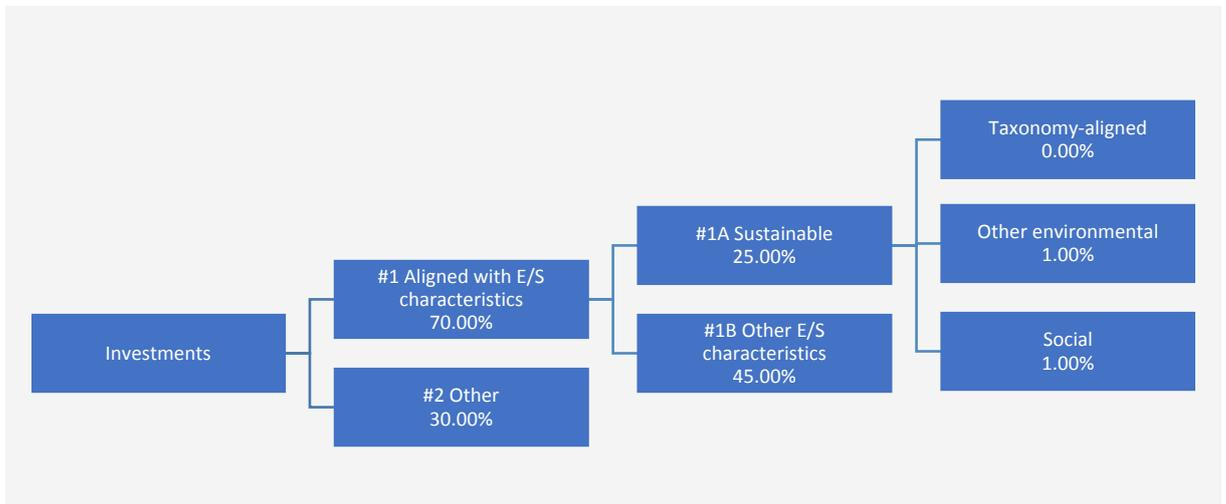 Investments
#1 Aligned with E/S
characteristics
70.00%
#2 Other
30.00%
#1A Sustainable
25.00%
#1B Other E/S
characteristics
45.00%
Taxonomy-aligned
0.00%
Other environmental
1.00%
Social
1.00%